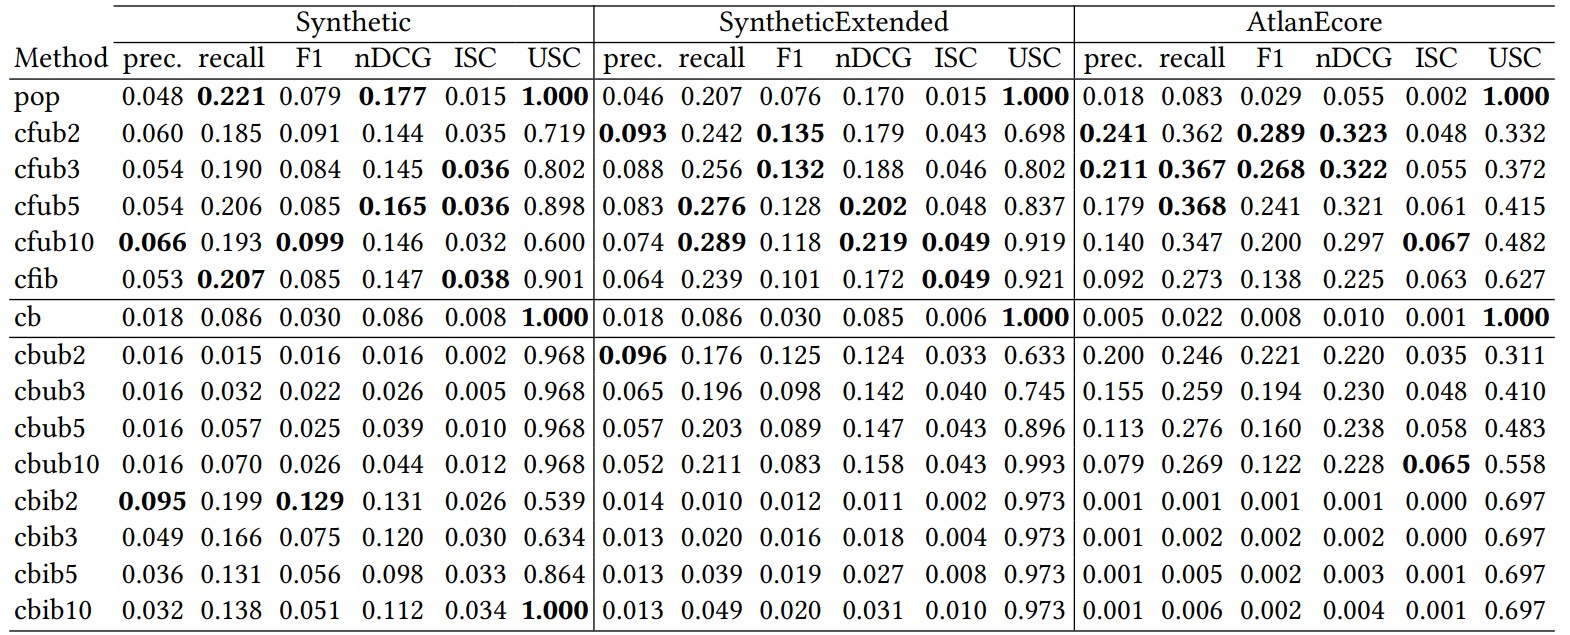 Synthetic SyntheticExtended AtlanEcore
Method prec. recall F1 nDCG ISC USC prec. recall F1 nDCG ISC USC prec. recall F1 nDCG ISC USC
pop 0.048 0.221 0.079 0.177 0.015 1.000 0.046 0.207 0.076 0.170 0.015 1.000 0.018 0.083 0.029 0.055 0.002 1.000
cfub2 0.060 0.185 0.091 0.144 0.035 0.719 0.093 0.242 0.135 0.179 0.043 0.698 0.241 0.362 0.289 0.323 0.048 0.332
cfub3 0.054 0.190 0.084 0.145 0.036 0.802 0.088 0.256 0.132 0.188 0.046 0.802 0.211 0.367 0.268 0.322 0.055 0.372
cfub5 0.054 0.206 0.085 0.165 0.036 0.898 0.083 0.276 0.128 0.202 0.048 0.837 0.179 0.368 0.241 0.321 0.061 0.415
cfub10 0.066 0.193 0.099 0.146 0.032 0.600 0.074 0.289 0.118 0.219 0.049 0.919 0.140 0.347 0.200 0.297 0.067 0.482
cfib 0.053 0.207 0.085 0.147 0.038 0.901 0.064 0.239 0.101 0.172 0.049 0.921 0.092 0.273 0.138 0.225 0.063 0.627
cb 0.018 0.086 0.030 0.086 0.008 1.000 0.018 0.086 0.030 0.085 0.006 1.000 0.005 0.022 0.008 0.010 0.001 1.000
cbub2 0.016 0.015 0.016 0.016 0.002 0.968 0.096 0.176 0.125 0.124 0.033 0.633 0.200 0.246 0.221 0.220 0.035 0.311
cbub3 0.016 0.032 0.022 0.026 0.005 0.968 0.065 0.196 0.098 0.142 0.040 0.745 0.155 0.259 0.194 0.230 0.048 0.410
cbub5 0.016 0.057 0.025 0.039 0.010 0.968 0.057 0.203 0.089 0.147 0.043 0.896 0.113 0.276 0.160 0.238 0.058 0.483
cbub10 0.016 0.070 0.026 0.044 0.012 0.968 0.052 0.211 0.083 0.158 0.043 0.993 0.079 0.269 0.122 0.228 0.065 0.558
cbib2 0.095 0.199 0.129 0.131 0.026 0.539 0.014 0.010 0.012 0.011 0.002 0.973 0.001 0.001 0.001 0.001 0.000 0.697
cbib3 0.049 0.166 0.075 0.120 0.030 0.634 0.013 0.020 0.016 0.018 0.004 0.973 0.001 0.002 0.002 0.002 0.000 0.697
cbib5 0.036 0.131 0.056 0.098 0.033 0.864 0.013 0.039 0.019 0.027 0.008 0.973 0.001 0.005 0.002 0.003 0.001 0.697
cbib10 0.032 0.138 0.051 0.112 0.034 1.000 0.013 0.049 0.020 0.031 0.010 0.973 0.001 0.006 0.002 0.004 0.001 0.697